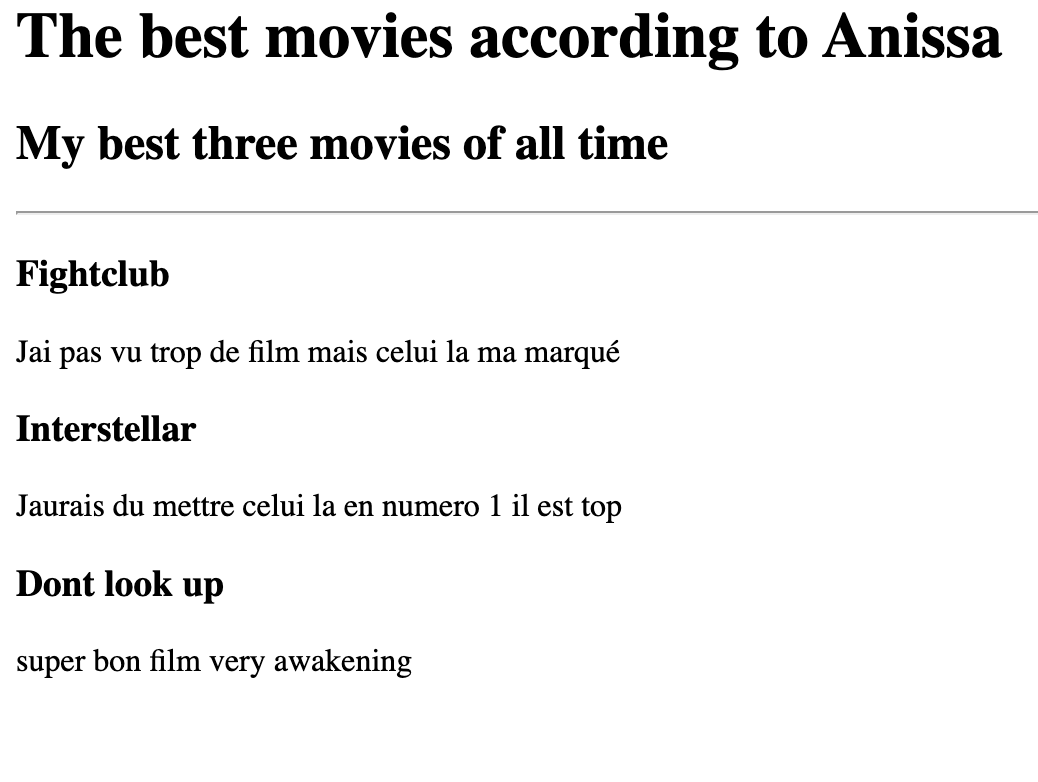 The best movies according to Anissa
My best three movies of all time
Fightclub
Jai pas vu trop de film mais celui la ma marqué
Interstellar
Jaurais du mettre celui la en numero 1 il est top
Dont look up
super bon film very awakening